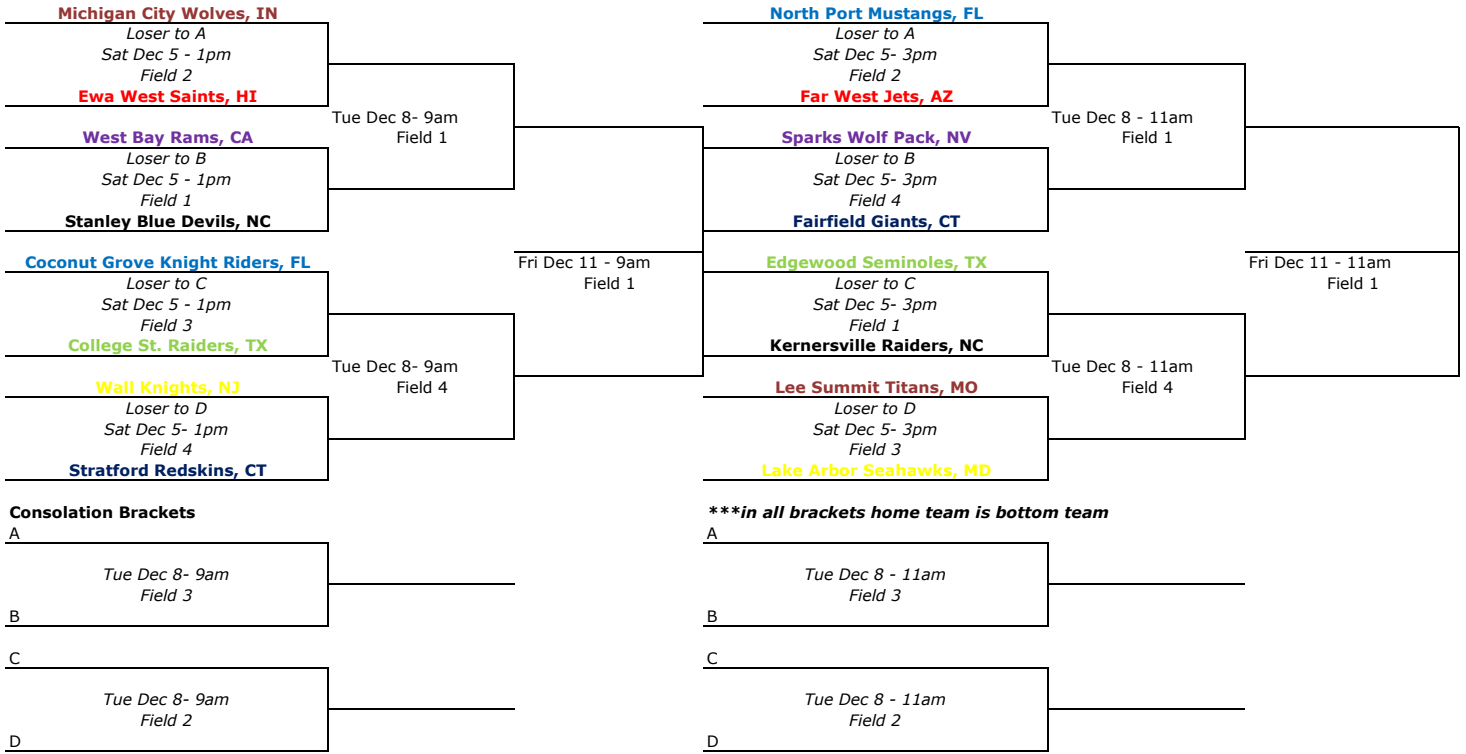 Michigan City Wolves, IN
Loser to A
Sat Dec 5 - 1pm
Field 2
Ewa West Saints, HI
Tue Dec 8- 9am
Field 1
West Bay Rams, CA
Loser to B
Sat Dec 5 - 1pm
Field 1
Stanley Blue Devils, NC
Fri Dec 11 - 9am
Field 1
Coconut Grove Knight Riders, FL
Loser to C
Sat Dec 5 - 1pm
Field 3
College St. Raiders, TX
Tue Dec 8- 9am
Field 4
Wall Knights, NJ
Loser to D
Sat Dec 5- 1pm
Field 4
Stratford Redskins, CT
North Port Mustangs, FL
Loser to A
Sat Dec 5- 3pm
Field 2
Far West Jets, AZ
Tue Dec 8 - 11am
Field 1
Sparks Wolf Pack, NV
Loser to B
Sat Dec 5- 3pm
Field 4
Fairfield Giants, CT
Fri Dec 11 - 11am
Field 1
Edgewood Seminoles, TX
Loser to C
Sat Dec 5- 3pm
Field 1
Kernersville Raiders, NC
Tue Dec 8 - 11am
Field 4
Lee Summit Titans, MO
Loser to D
Sat Dec 5- 3pm
Field 3
Lake Arbor Seahawks, MD
Consolation Brackets
A
Tue Dec 8- 9am
Field 3
B
C
Tue Dec 8- 9am
Field 2
D
***in all brackets home team is bottom team
A
Tue Dec 8 - 11am
Field 3
B
C
Tue Dec 8 - 11am
Field 2
D